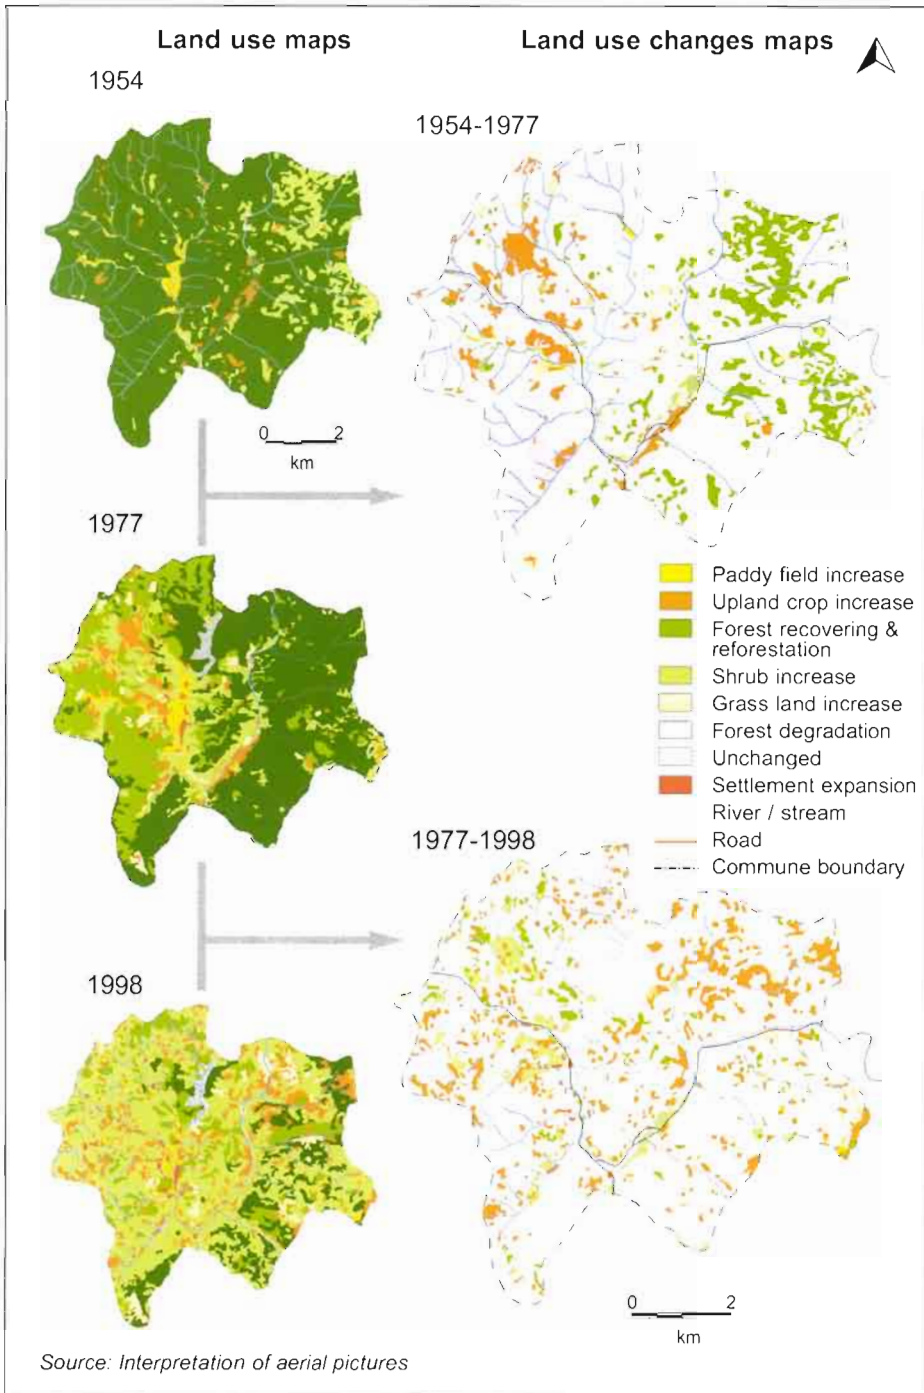 Land use maps
Land use changes maps
1954
1954-1977
0 2
km
1977
Paddy field increase
Upland crop increase
Forest recovering &
reforestation
Shrub increase
Grass land increase
Forest degradation
Unchanged
Settlement expansion
River / stream
Road
Commune boundary
1977-1998
1998
0 2
km
Source: Interpretation of aerial pictures